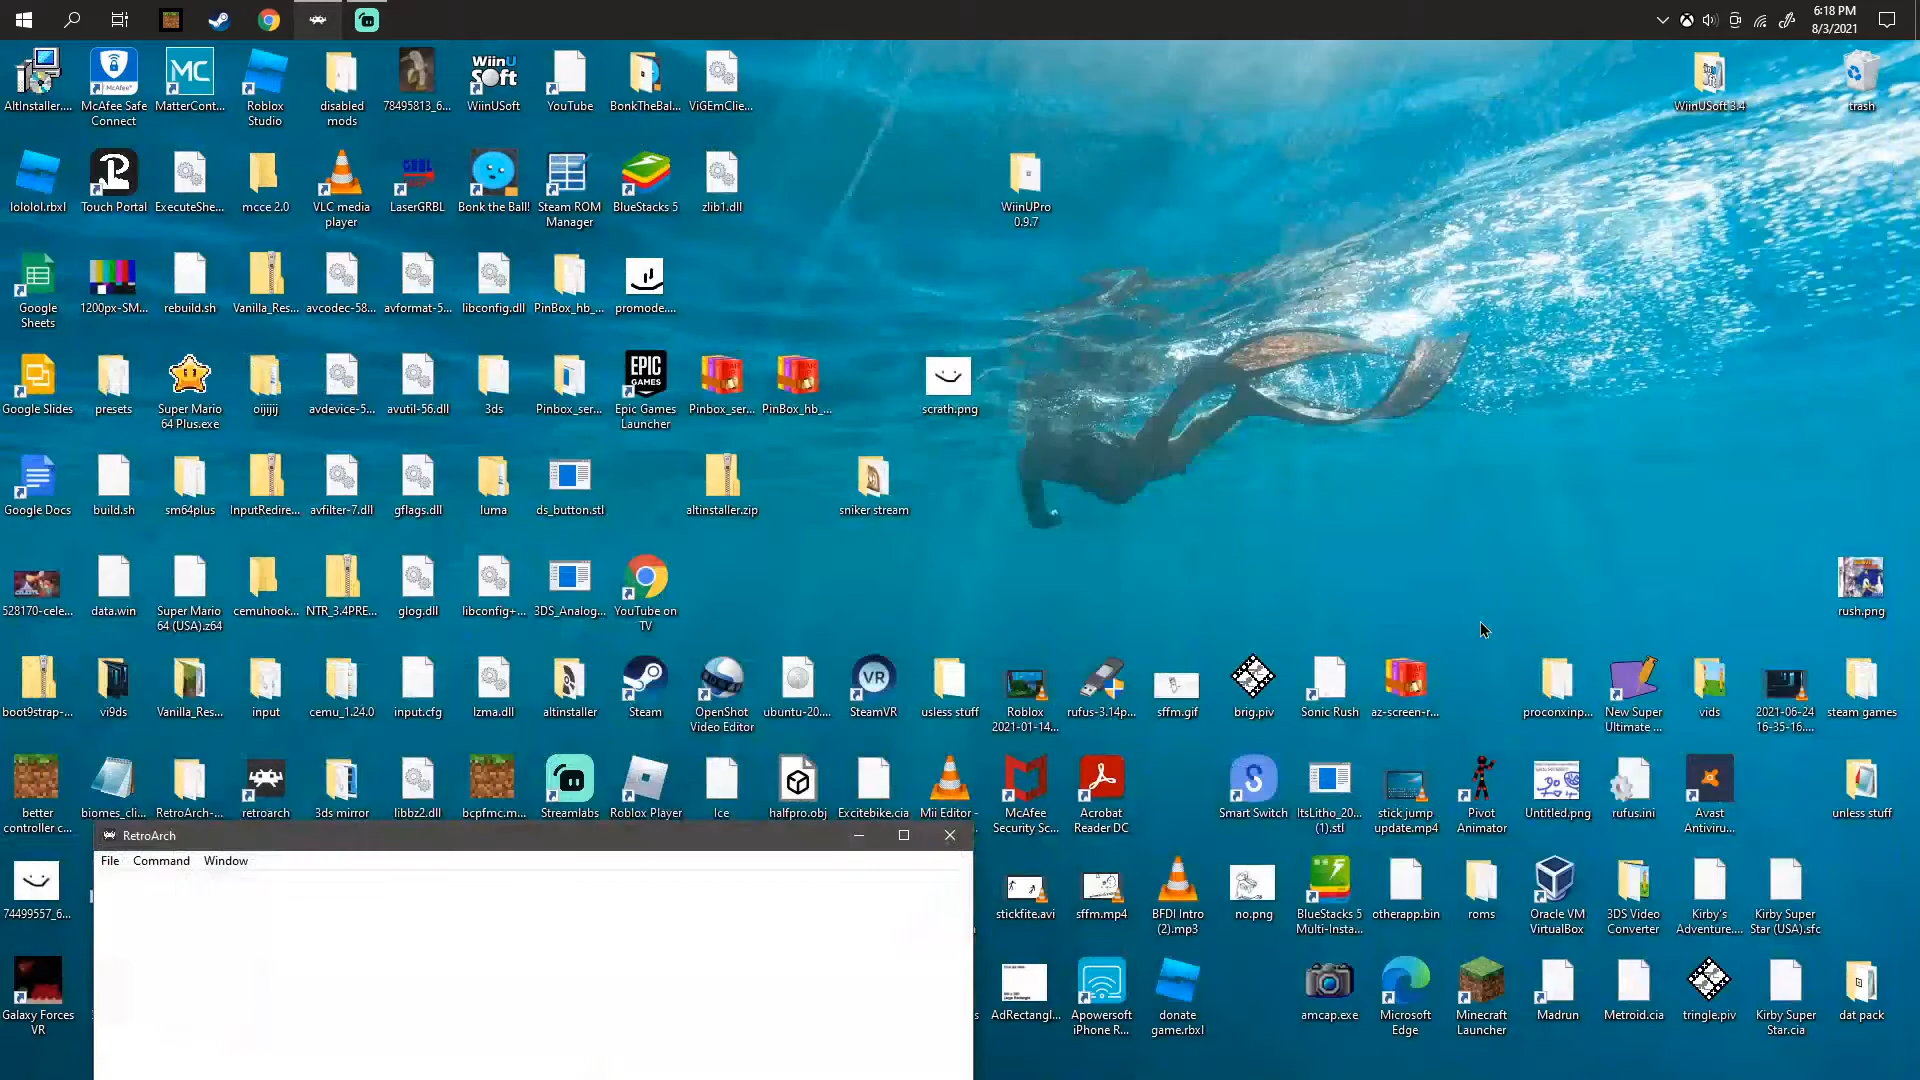 6:18 PM
8/3/2021
AltInstaller....
McAfee Safe
Connect
MatterCont...
Roblox
Studio
disabled
mods
78495813_6...
WiinUSoft
YouTube
BonkTheBal...
ViGEmClie...
WiinUSoft 3.4
trash
lololol.rbxl
Touch Portal
ExecuteShe...
mcce 2.0
VLC media
player
LaserGRBL
Bonk the Ball!
Steam ROM
Manager
BlueStacks 5
zlib1.dll
WiinUPro
0.9.7
Google
Sheets
1200px-SM...
rebuild.sh
Vanilla_Res...
avcodec-58...
avformat-5...
libconfig.dll
PinBox_hb_...
promode....
Google Slides
presets
Super Mario
64 Plus.exe
oijijij
avdevice-5...
avutil-56.dll
3ds
Pinbox_ser...
Epic Games
Launcher
Pinbox_ser...
PinBox_hb_...
scrath.png
Google Docs
build.sh
sm64plus
InputRedire...
avfilter-7.dll
gflags.dll
luma
ds_button.stl
altinstaller.zip
sniker stream
528170-cele...
data.win
Super Mario
64 (USA).z64
cemuhook...
NTR_3.4PRE...
glog.dll
libconfig+...
3DS_Analog...
YouTube on
TV
rush.png
boot9strap-...
vi9ds
Vanilla_Res...
input
cemu_1.24.0
input.cfg
lzma.dll
altinstaller
Steam
OpenShot
Video Editor
ubuntu-20....
SteamVR
usless stuff
Roblox
2021-01-14...
rufus-3.14p...
sffm.gif
brig.piv
Sonic Rush
az-screen-r...
proconxinp...
New Super
Ultimate ...
vids
2021-06-24
16-35-16....
steam games
better
controller c...
biomes_cli...
RetroArch-...
retroarch
3ds mirror
libbz2.dll
bcpfmc.m...
Streamlabs
Roblox Player
Ice
halfpro.obj
Excitebike.cia
Mii Editor -
McAfee
Security Sc...
Acrobat
Reader DC
Smart Switch
ItsLitho_20...
(1).stl
stick jump
update.mp4
Pivot
Animator
Untitled.png
rufus.ini
Avast
Antiviru...
unless stuff
RetroArch
File Command Window
74499557_6...
stickfite.avi
sffm.mp4
BFDI Intro
(2).mp3
no.png
BlueStacks 5
Multi-Insta...
otherapp.bin
roms
Oracle VM
VirtualBox
3DS Video
Converter
Kirby's
Adventure....
Kirby Super
Star (USA).sfc
Galaxy Forces
VR
AdRectangl...
Apowersoft
iPhone R...
donate
game.rbxl
amcap.exe
Microsoft
Edge
Minecraft
Launcher
Madrun
Metroid.cia
tringle.piv
Kirby Super
Star.cia
dat pack